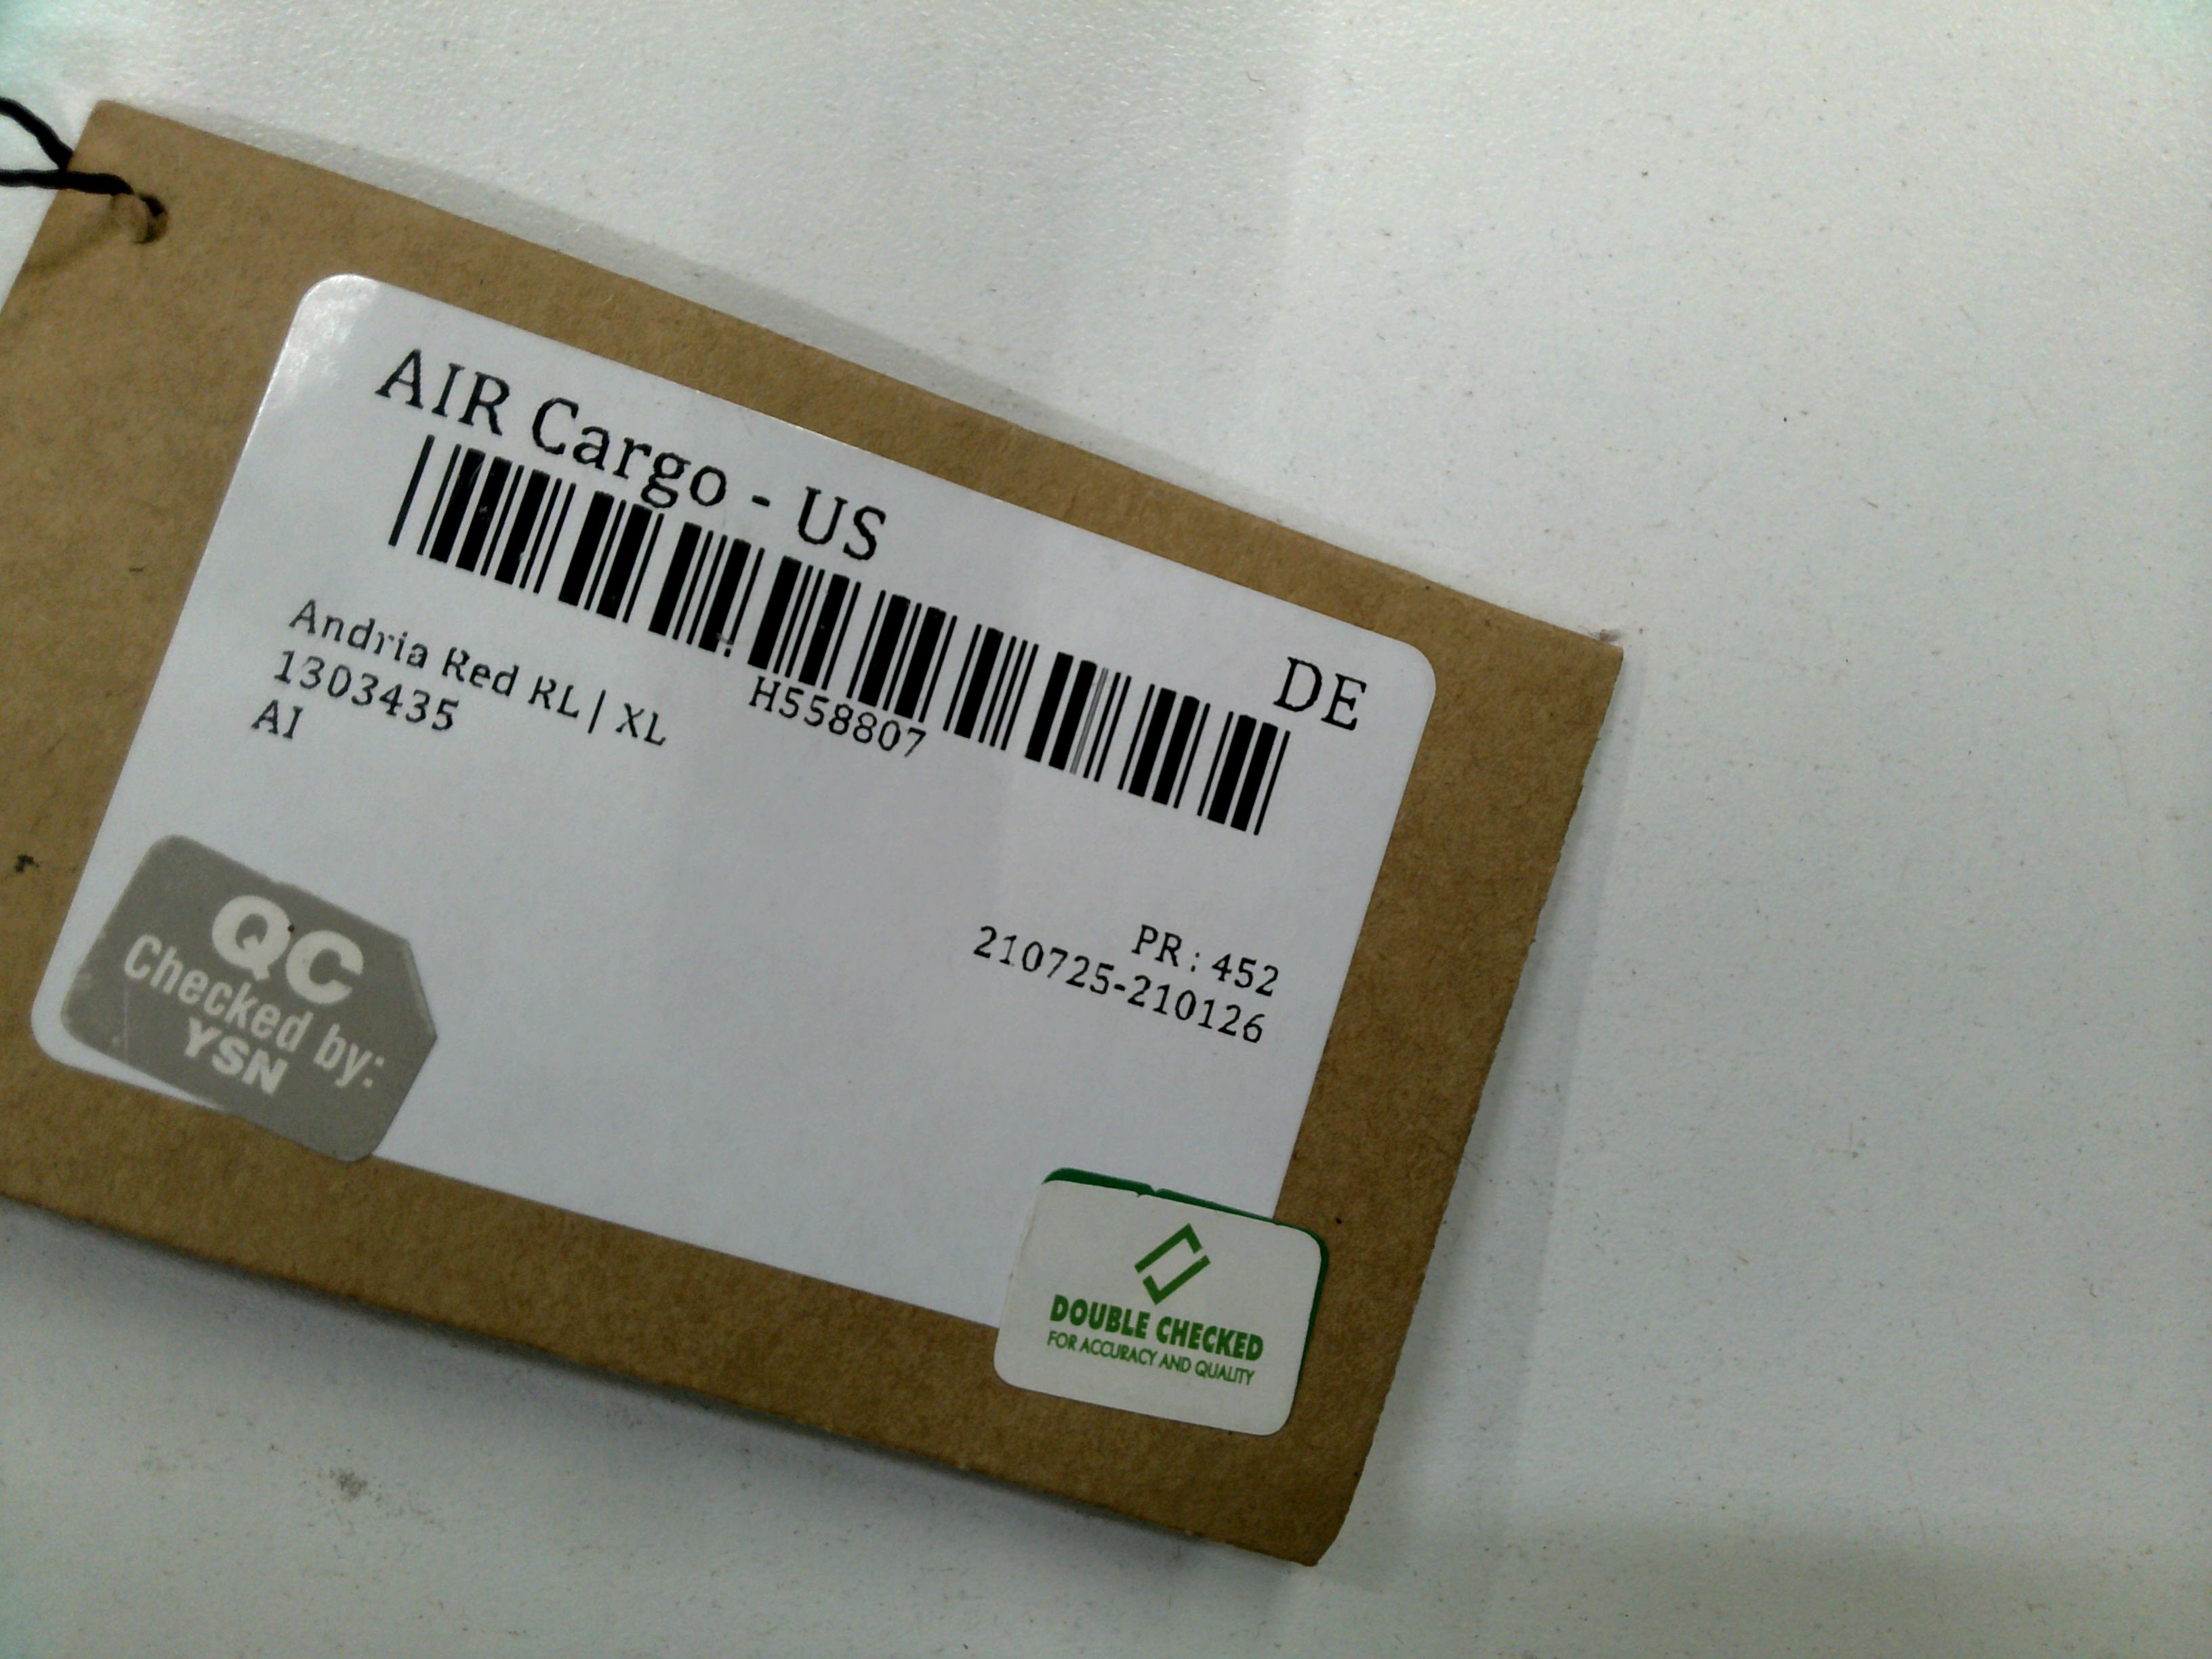 AIR Cargo - US
DE
H558807
Andria Red RL | XL
1303435
AI
PR : 452
210725-210126
QC
Checked by:
YSN
DOUBLE CHECKED
FOR ACCURACY AND QUALITY